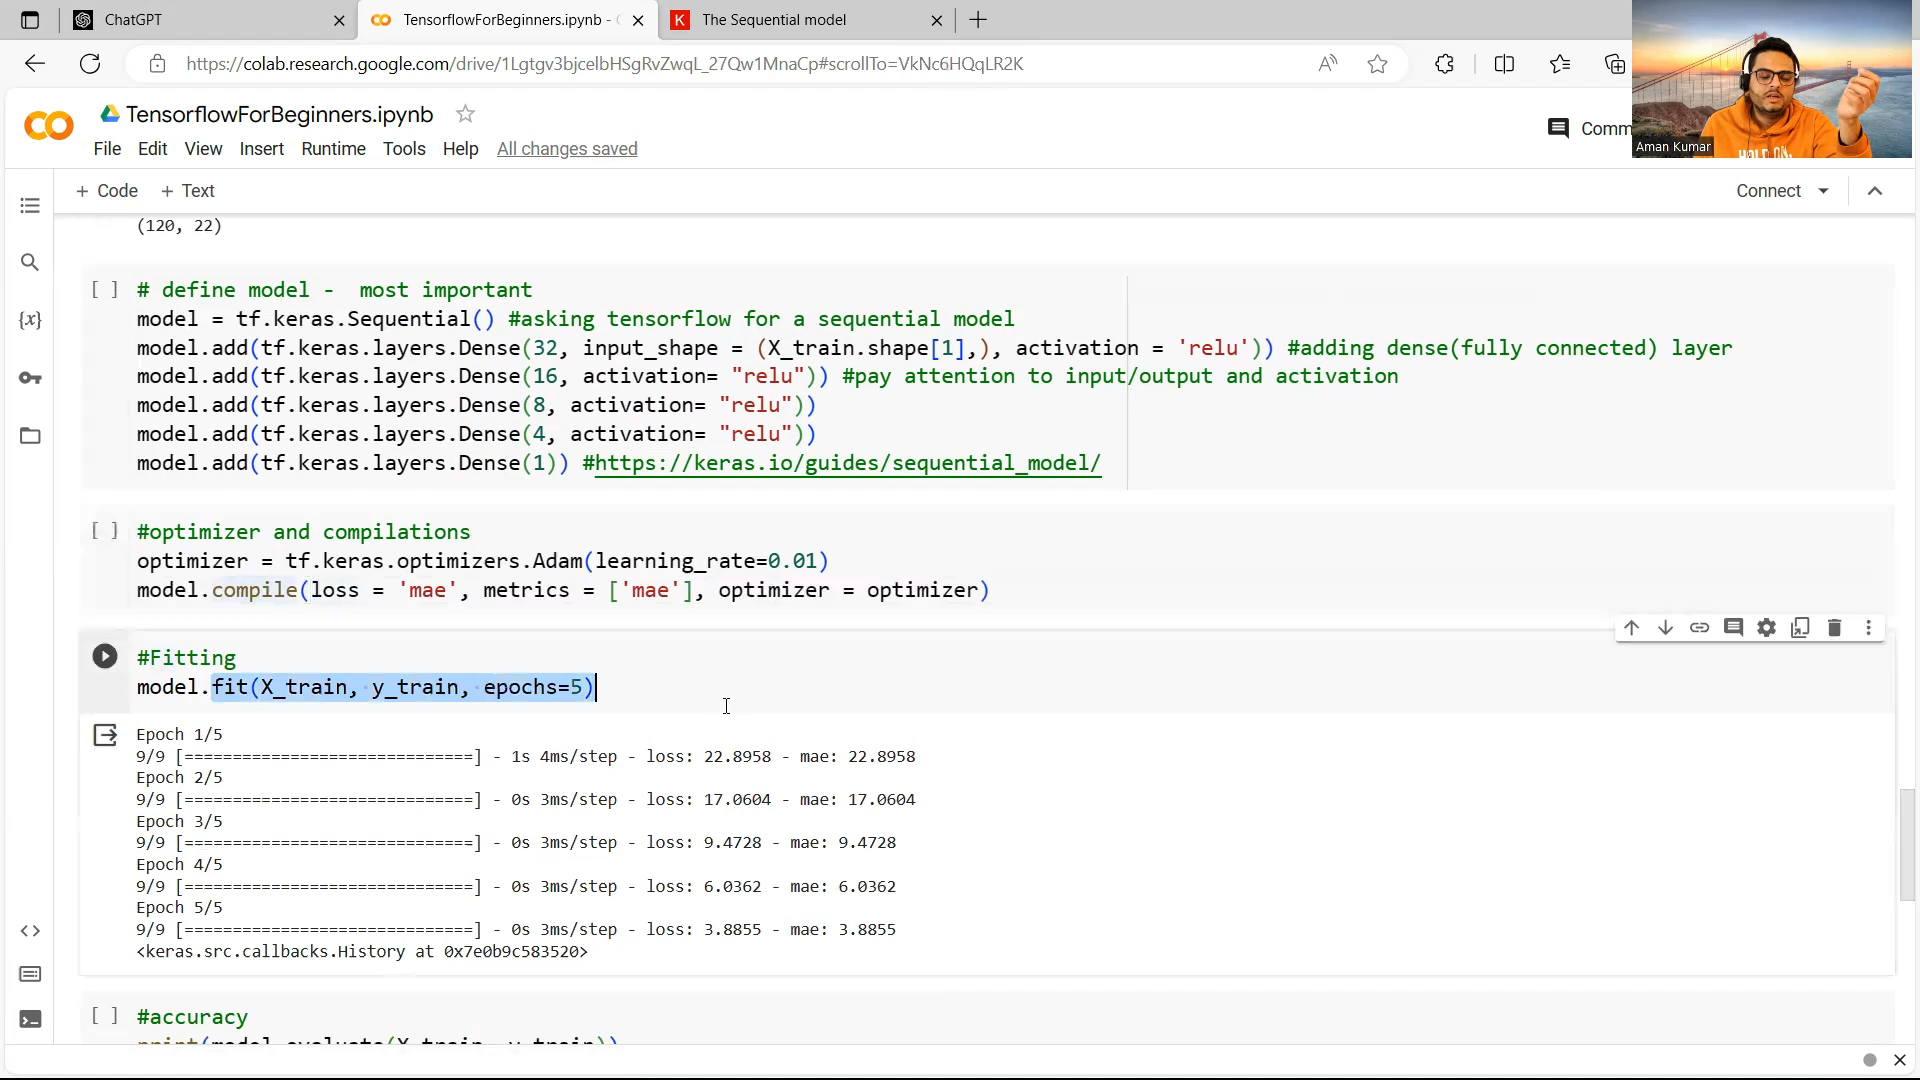 ChatGPT
TensorflowForBeginners.ipynb -
The Sequential model
https://colab.research.google.com/drive/1Lgtgv3bjcelbHSgRvZwqL_27Qw1MnaCp#scrollTo=VkNc6HQqLR2K
TensorflowForBeginners.ipynb
File Edit View Insert Runtime Tools Help All changes saved
Comm
Aman Kumar
HOLD ON,
+ Code + Text
Connect
(120, 22)
[ ] # define model - most important
model = tf.keras.Sequential() #asking tensorflow for a sequential model
model.add(tf.keras.layers.Dense(32, input_shape = (X_train.shape[1],), activation = 'relu')) #adding dense(fully connected) layer
model.add(tf.keras.layers.Dense(16, activation= "relu")) #pay attention to input/output and activation
model.add(tf.keras.layers.Dense(8, activation= "relu"))
model.add(tf.keras.layers.Dense(4, activation= "relu"))
model.add(tf.keras.layers.Dense(1)) #https://keras.io/guides/sequential_model/
[ ] #optimizer and compilations
optimizer = tf.keras.optimizers.Adam(learning_rate=0.01)
model.compile(loss = 'mae', metrics = ['mae'], optimizer = optimizer)
#Fitting
model.fit(X_train, y_train, epochs=5)
Epoch 1/5
9/9 [==============================] - 1s 4ms/step - loss: 22.8958 - mae: 22.8958
Epoch 2/5
9/9 [==============================] - 0s 3ms/step - loss: 17.0604 - mae: 17.0604
Epoch 3/5
9/9 [==============================] - 0s 3ms/step - loss: 9.4728 - mae: 9.4728
Epoch 4/5
9/9 [==============================] - 0s 3ms/step - loss: 6.0362 - mae: 6.0362
Epoch 5/5
9/9 [==============================] - 0s 3ms/step - loss: 3.8855 - mae: 3.8855
<keras.src.callbacks.History at 0x7e0b9c583520>
[ ] #accuracy
print(model.evaluate(X_train, y_train))